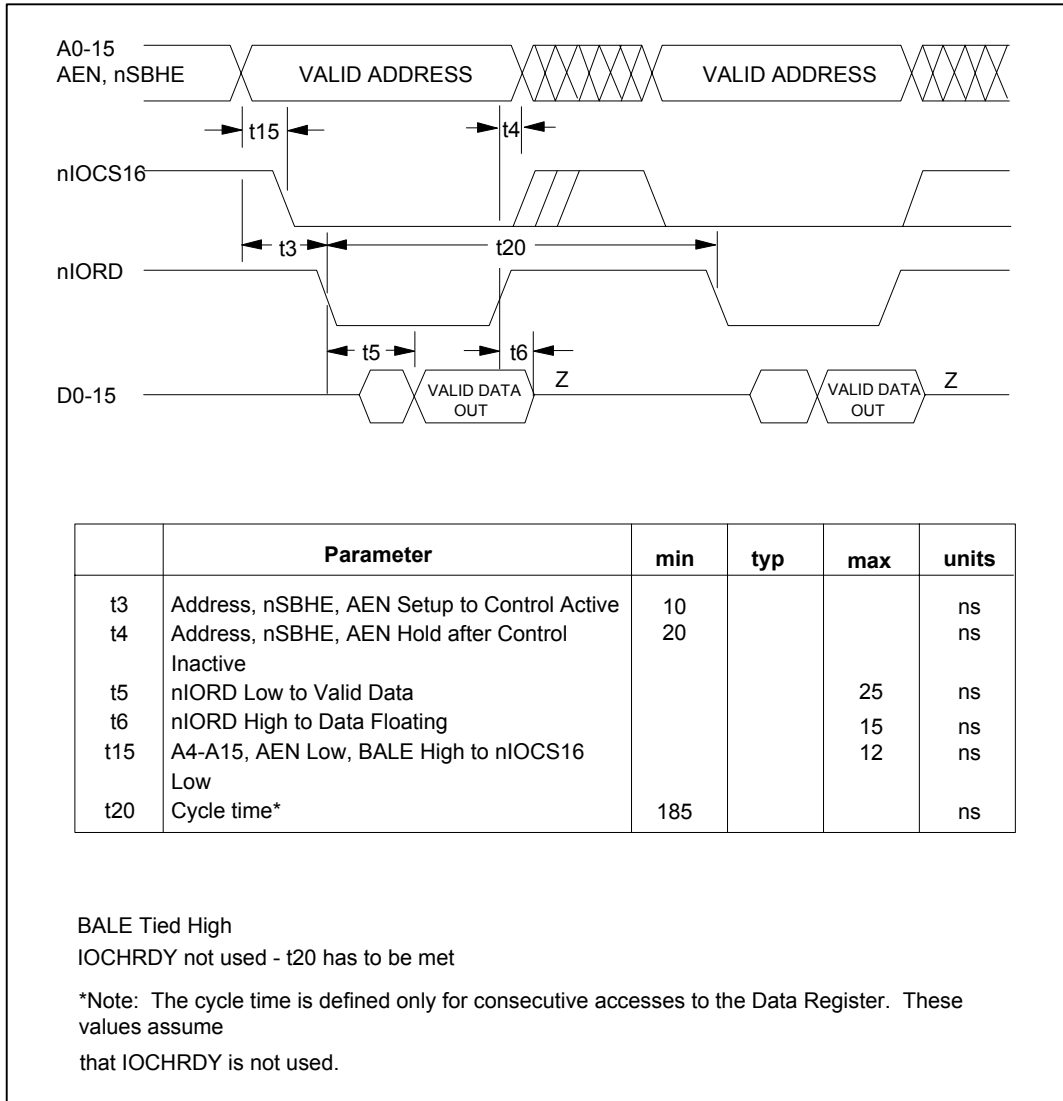 A0-15
AEN, nSBHE
VALID ADDRESS
VALID ADDRESS
t15
t4
nIOCS16
t3
t20
nIORD
t5
t6
Z
Z
D0-15
VALID DATA
OUT
VALID DATA
OUT
Parameter min typ max units
t3 Address, nSBHE, AEN Setup to Control Active 10 ns
t4 Address, nSBHE, AEN Hold after Control 20 ns
Inactive
t5 nIORD Low to Valid Data 25 ns
t6 nIORD High to Data Floating 15 ns
t15 A4-A15, AEN Low, BALE High to nIOCS16 12 ns
Low
t20 Cycle time* 185 ns
BALE Tied High
IOCHRDY not used - t20 has to be met
*Note: The cycle time is defined only for consecutive accesses to the Data Register. These
values assume
that IOCHRDY is not used.